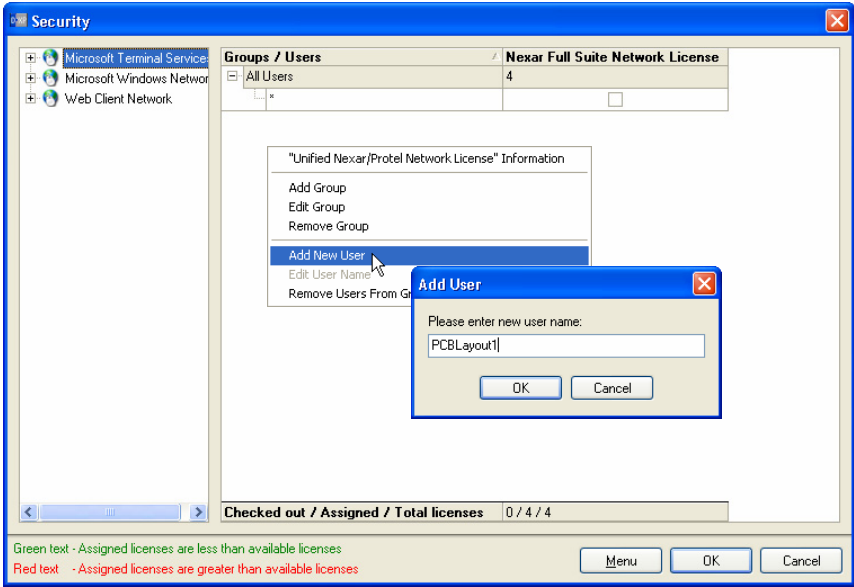 DXP Security
Microsoft Terminal Service
Microsoft Windows Networ
Web Client Network
Groups / Users Nexar Full Suite Network License
All Users 4
*
"Unified Nexar/Protel Network License" Information
Add Group
Edit Group
Remove Group
Add New User
Edit User Name
Remove Users From Gr
Add User
Please enter new user name:
PCBLayout1
OK Cancel
Checked out / Assigned / Total licenses 0 / 4 / 4
Green text - Assigned licenses are less than available licenses
Red text - Assigned licenses are greater than available licenses
Menu OK Cancel